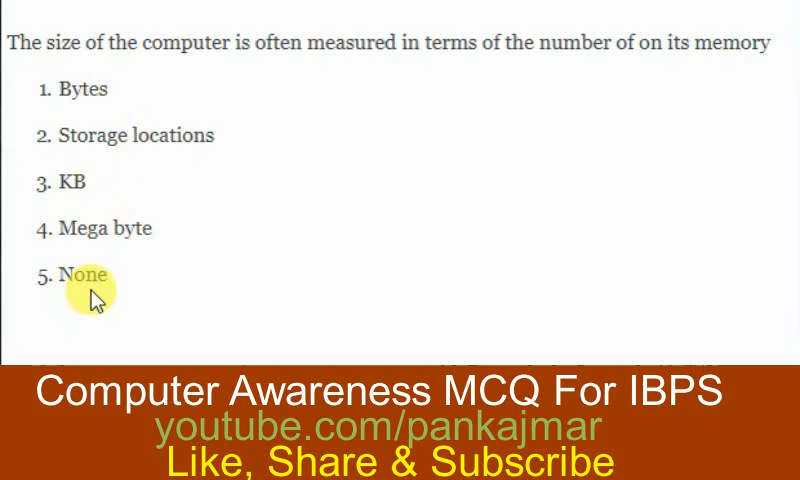 The size of the computer is often measured in terms of the number of on its memory
1. Bytes
2. Storage locations
3. KB
4. Mega byte
5. None
Computer Awareness MCQ For IBPS
youtube.com/pankajmar
Like, Share & Subscribe